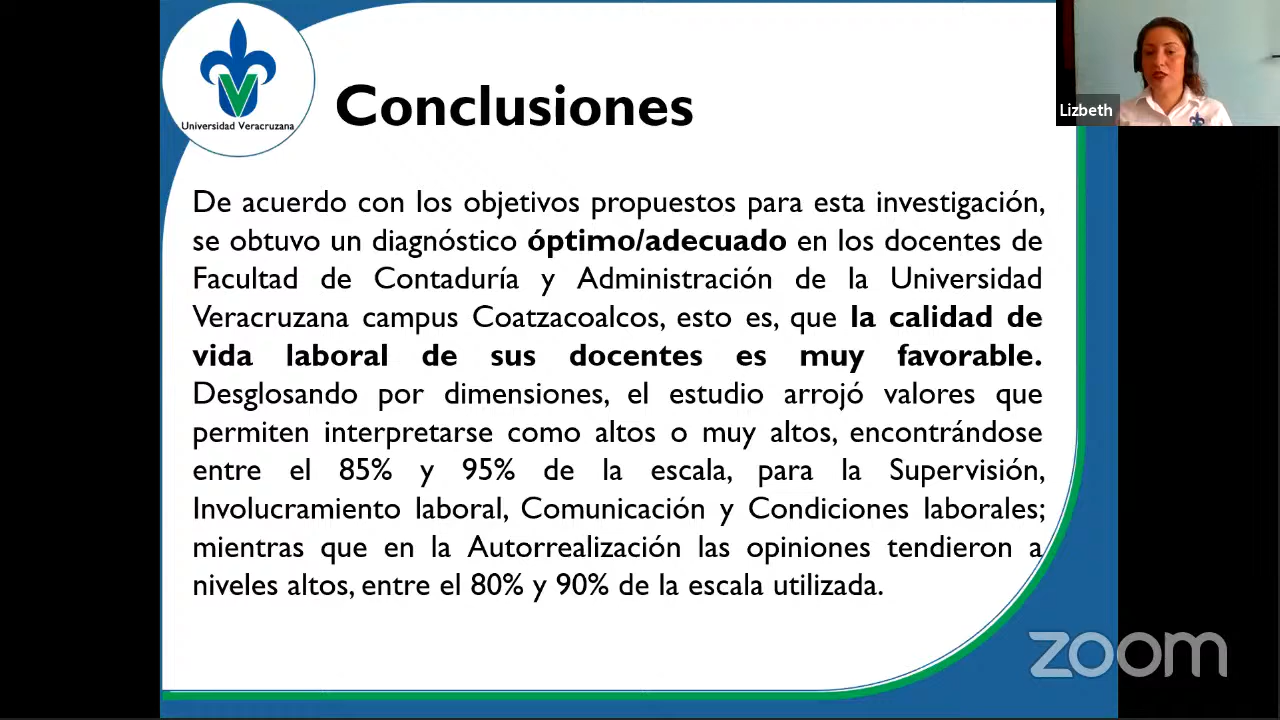 Universidad Veracruzana
Conclusiones
Lizbeth
De acuerdo con los objetivos propuestos para esta investigación,
se obtuvo un diagnóstico óptimo/adecuado en los docentes de
Facultad de Contaduría y Administración de la Universidad
Veracruzana campus Coatzacoalcos, esto es, que la calidad de
vida laboral de sus docentes es muy favorable.
Desglosando por dimensiones, el estudio arrojó valores que
permiten interpretarse como altos o muy altos, encontrándose
entre el 85% y 95% de la escala, para la Supervisión,
Involucramiento laboral, Comunicación y Condiciones laborales;
mientras que en la Autorrealización las opiniones tendieron a
niveles altos, entre el 80% y 90% de la escala utilizada.
zoom